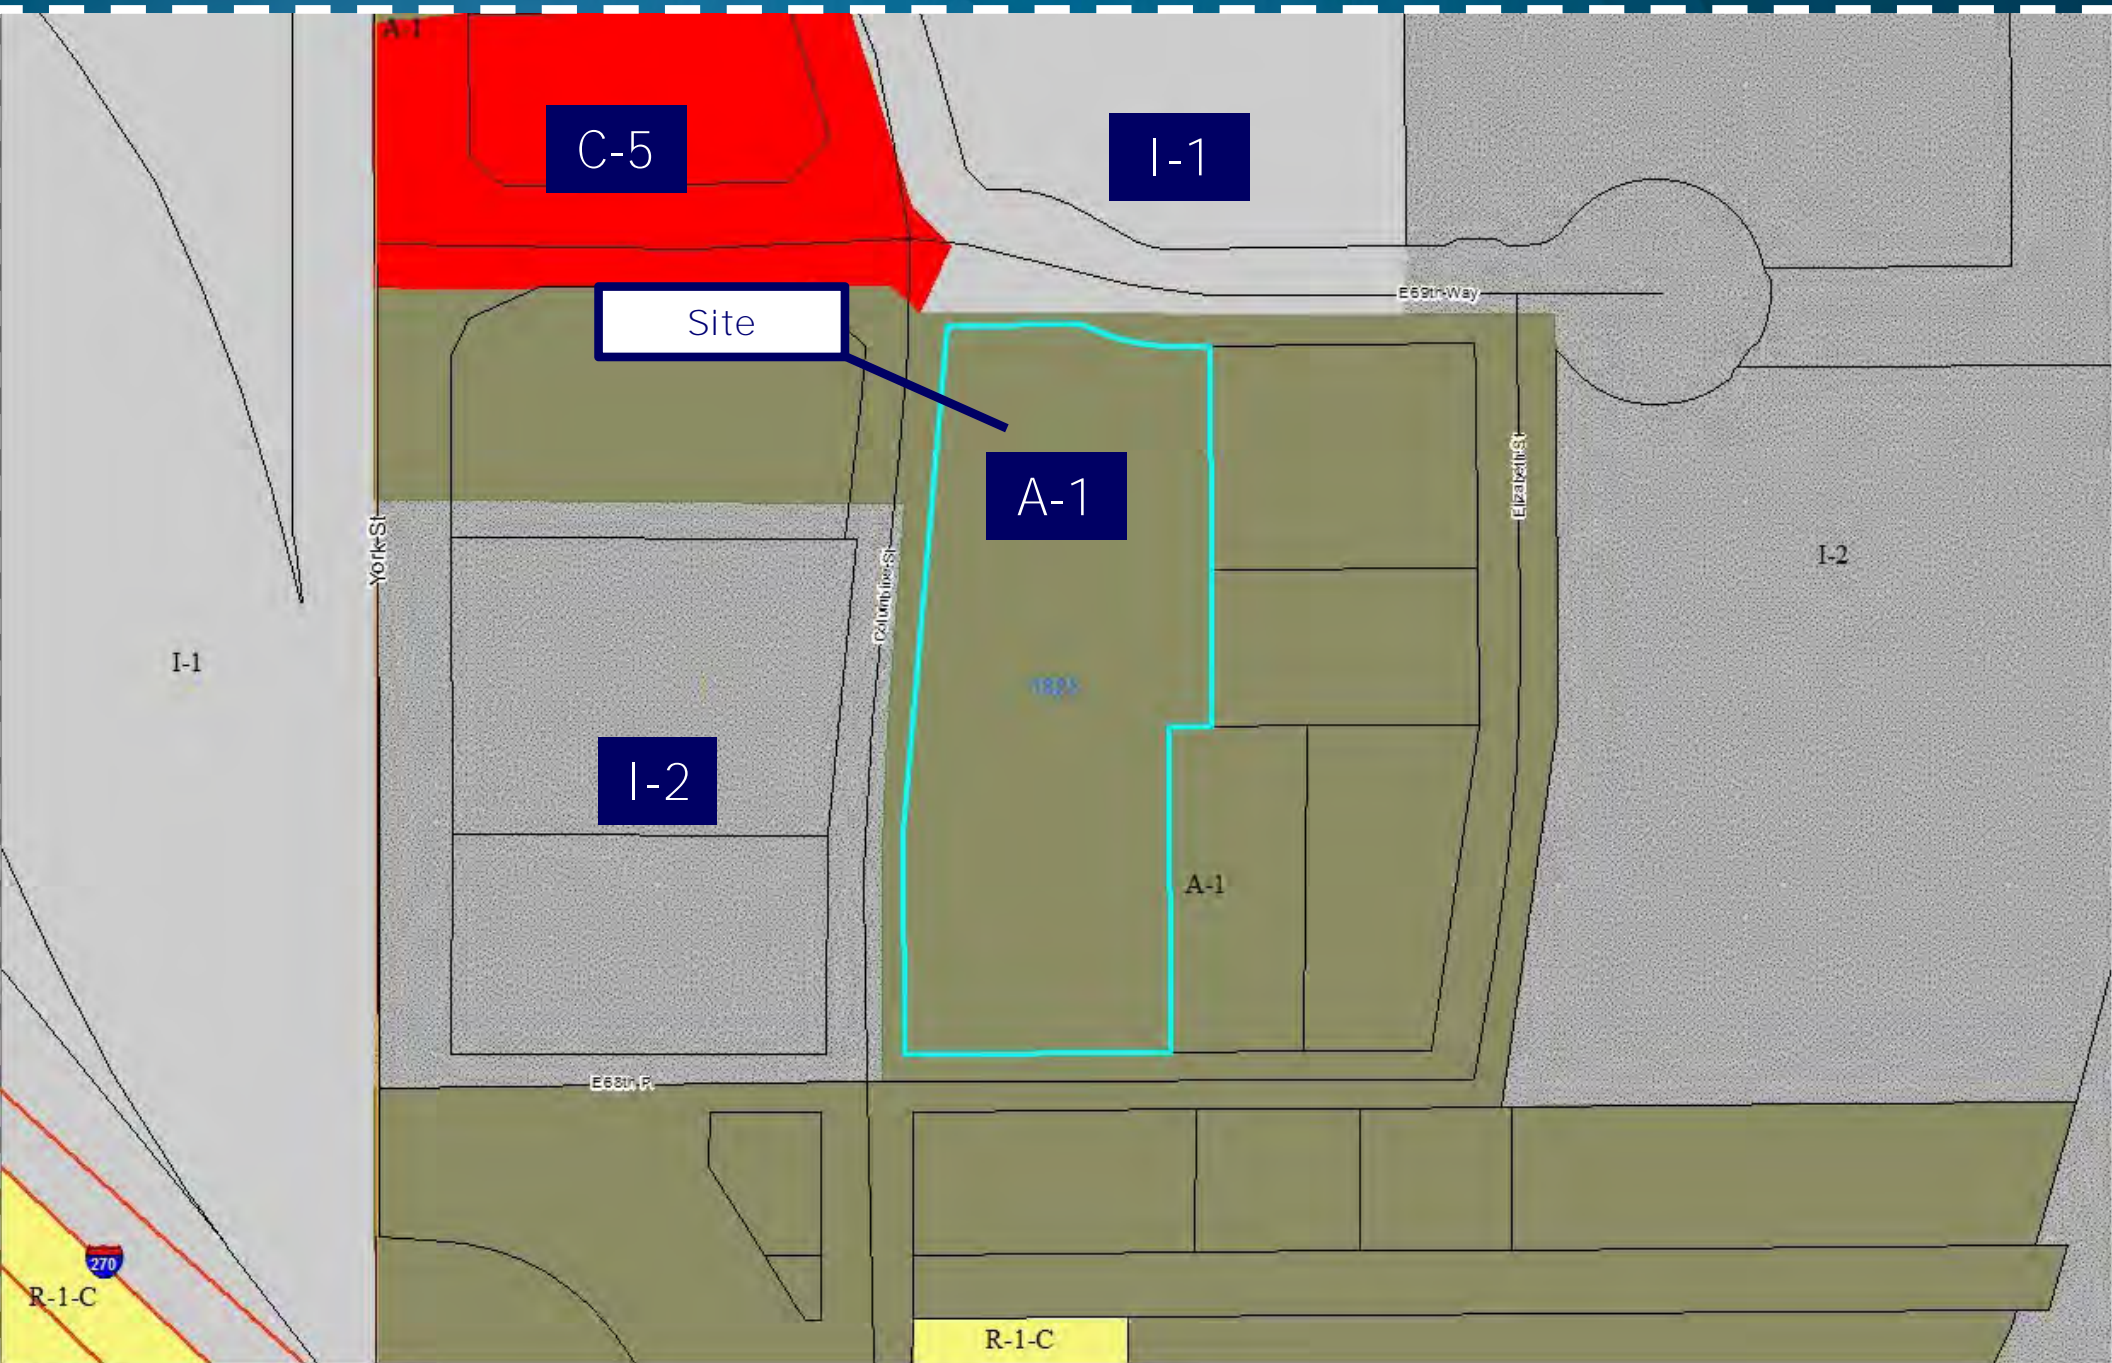 A-1
C-5
I-1
E 69th Way
Site
Elizabeth St
A-1
York St
Columbine St
I-2
I-1
I-2
A-1
E 68th Pl
270
R-1-C
R-1-C